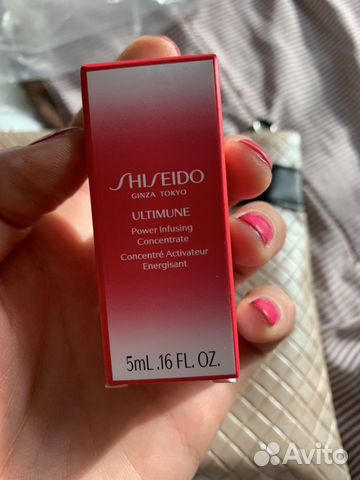 SHISEIDO
GINZA TOKYO
ULTIMUNE
Power Infusing
Concentrate
Concentré Activateur
Energisant
5mL .16 FL. OZ.
Avito